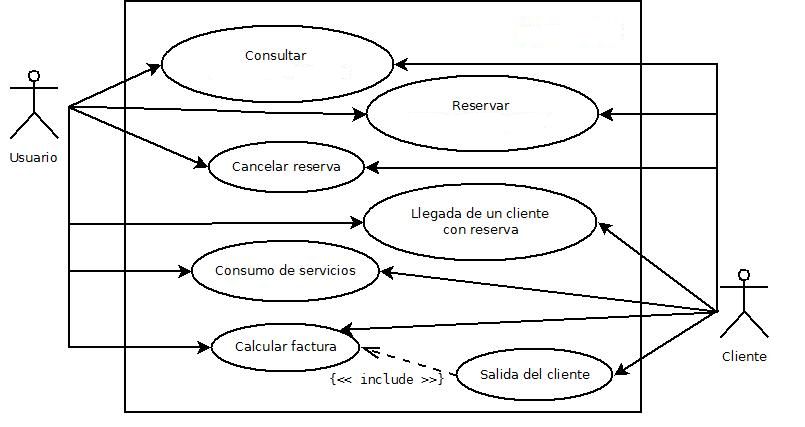 Consultar
Reservar
Usuario
Cancelar reserva
Llegada de un cliente
con reserva
Consumo de servicios
Calcular factura
Cliente
{<< include >>}
Salida del cliente